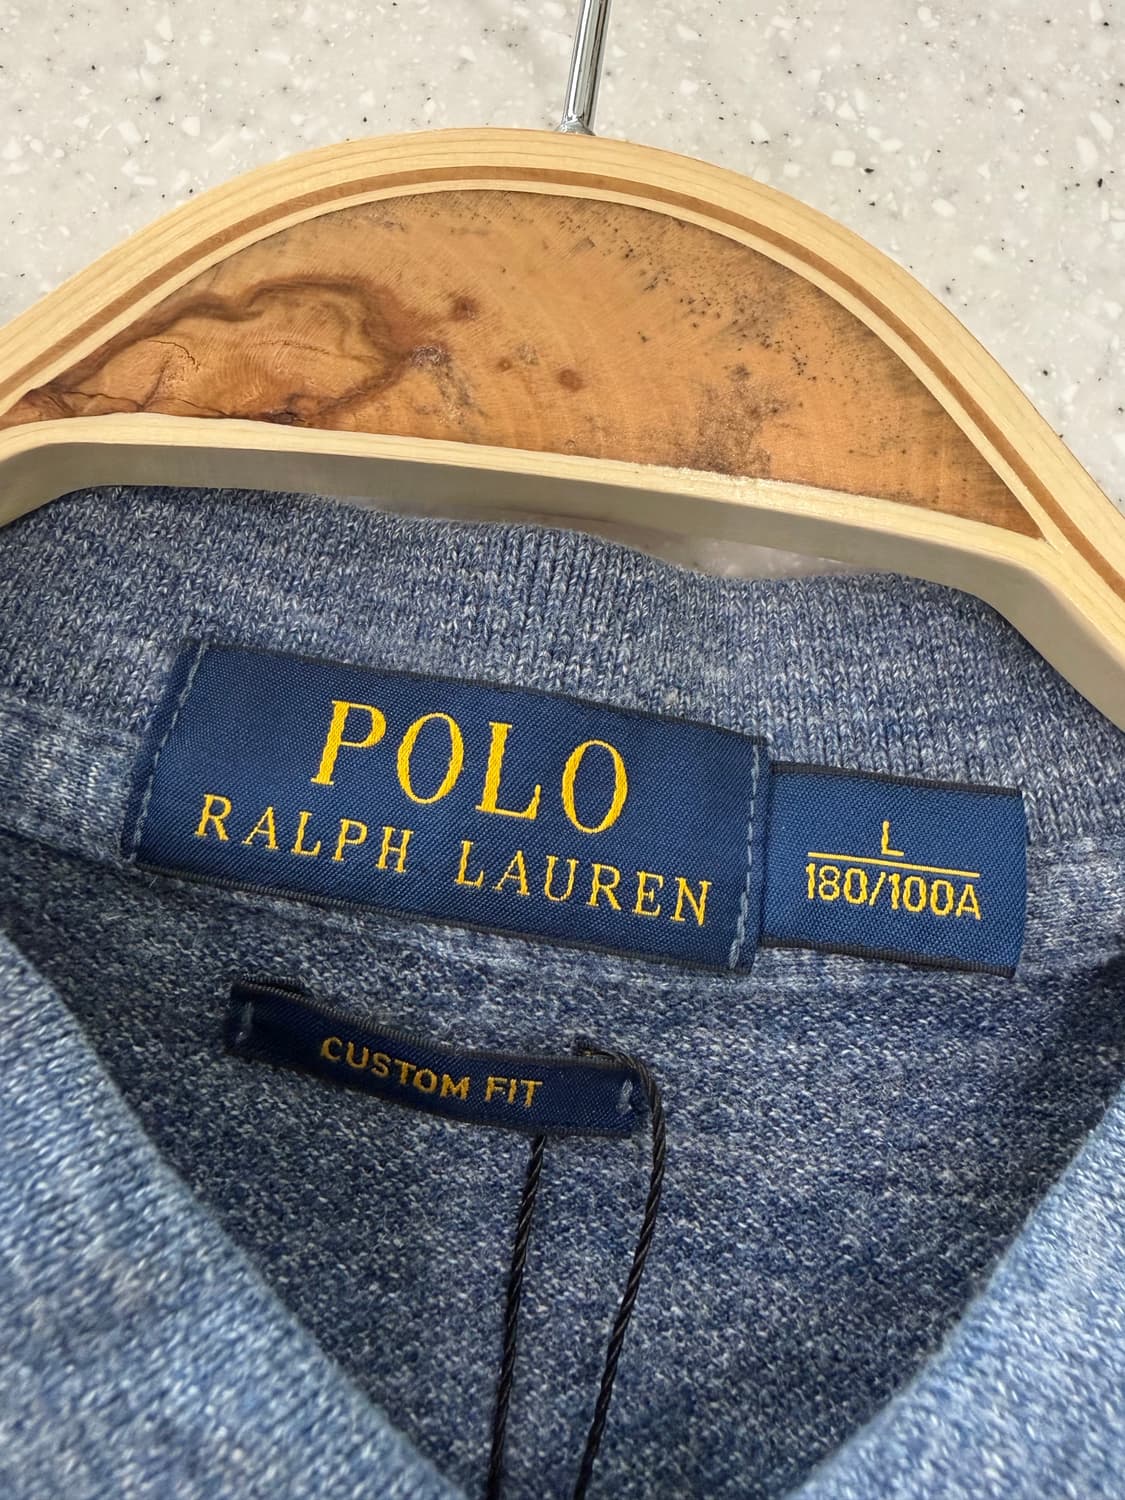 POLO
RALPH LAUREN
L
180/100A
CUSTOM FIT